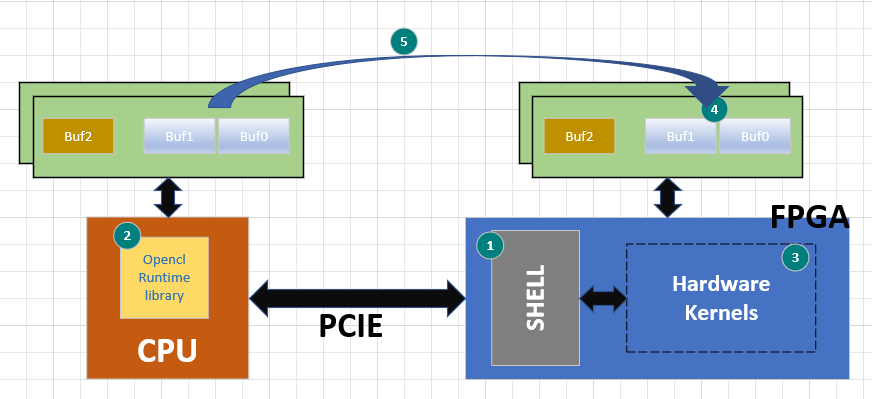 5
4
Buf2
Buf1
Buf0
Buf2
Buf1
Buf0
FPGA
2
Opencl
Runtime
library
CPU
PCIE
1
SHELL
3
Hardware
Kernels